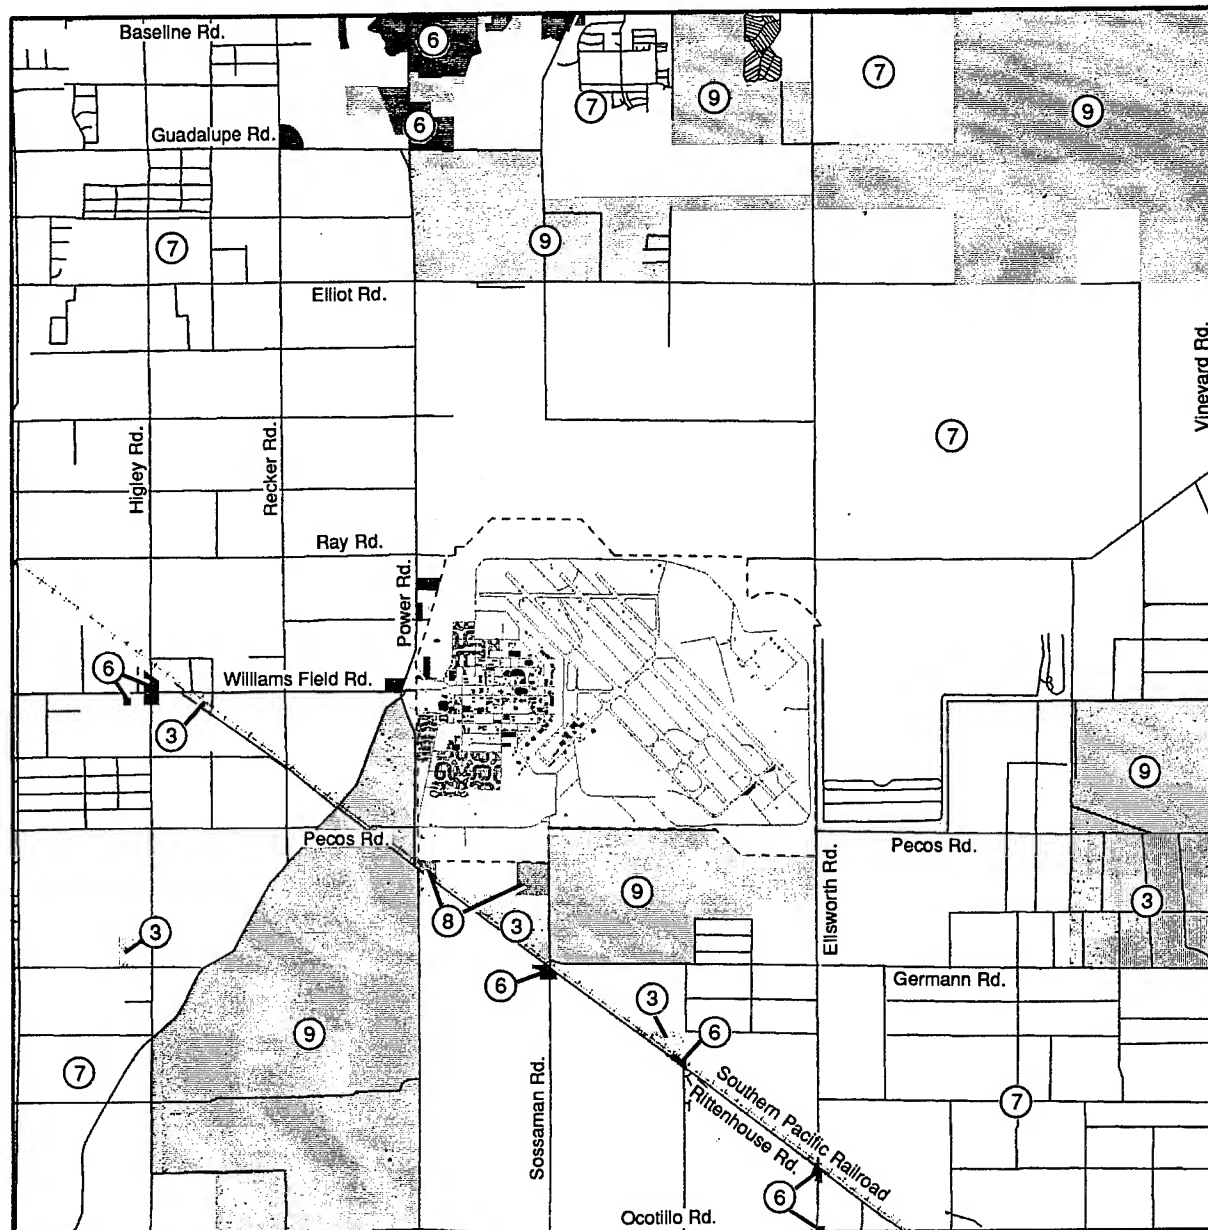 Baseline Rd.
6
7
9
7
9
6
Guadalupe Rd.
7
9
Elliot Rd.
Vineyard Rd.
7
Higley Rd.
Recker Rd.
Ray Rd.
Power Rd.
6
Williams Field Rd.
3
9
Pecos Rd.
Pecos Rd.
9
8
3
3
3
Ellsworth Rd.
6
Germann Rd.
3
9
6
7
Southern Pacific Railroad
7
Rittenhouse Rd.
Sossaman Rd.
6
Ocotillo Rd.